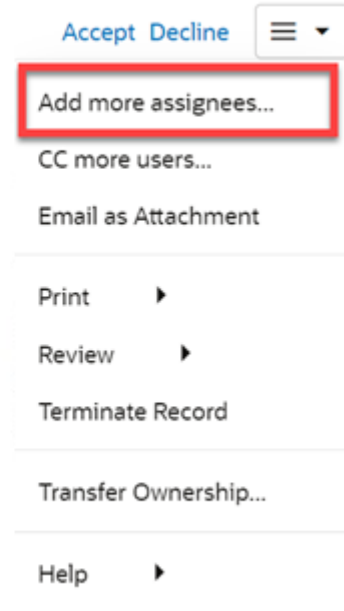 Accept Decline
Add more assignees...
CC more users...
Email as Attachment
Print
Review
Terminate Record
Transfer Ownership...
Help